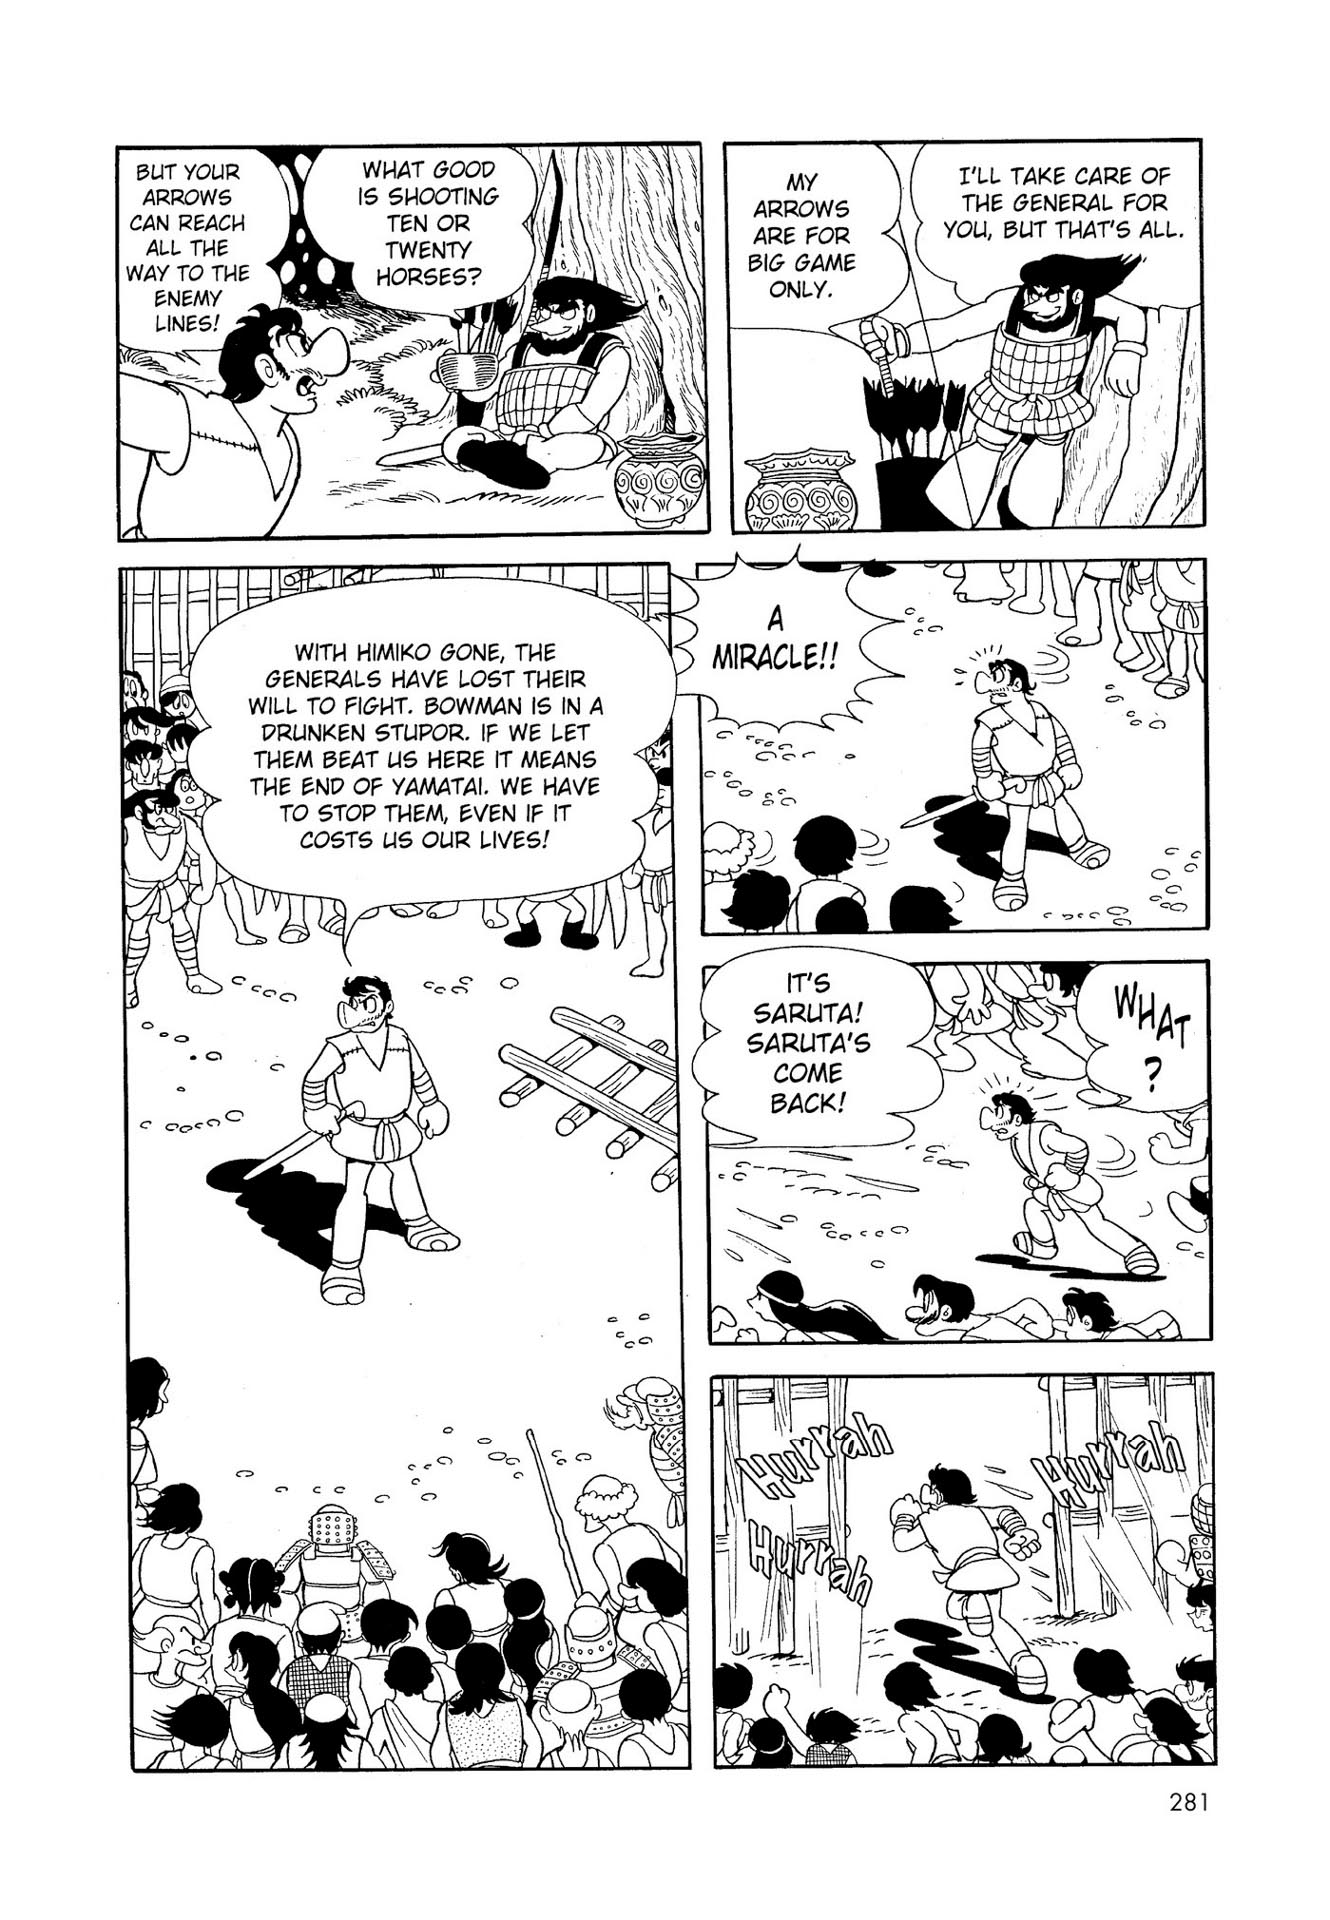 BUT YOUR
ARROWS
CAN REACH
ALL THE
WAY TO THE
ENEMY
LINES!
WHAT GOOD
IS SHOOTING
TEN OR
TWENTY
HORSES?
MY
ARROWS
ARE FOR
BIG GAME
ONLY.
I'LL TAKE CARE OF
THE GENERAL FOR
YOU, BUT THAT'S ALL.
WITH HIMIKO GONE, THE
GENERALS HAVE LOST THEIR
WILL TO FIGHT. BOWMAN IS IN A
DRUNKEN STUPOR. IF WE LET
THEM BEAT US HERE IT MEANS
THE END OF YAMATAI. WE HAVE
TO STOP THEM, EVEN IF IT
COSTS US OUR LIVES!
A
MIRACLE!!
IT'S
SARUTA!
SARUTA'S
COME
BACK!
WHAT
?
Hurrah
Hurrah
Hurrah
281